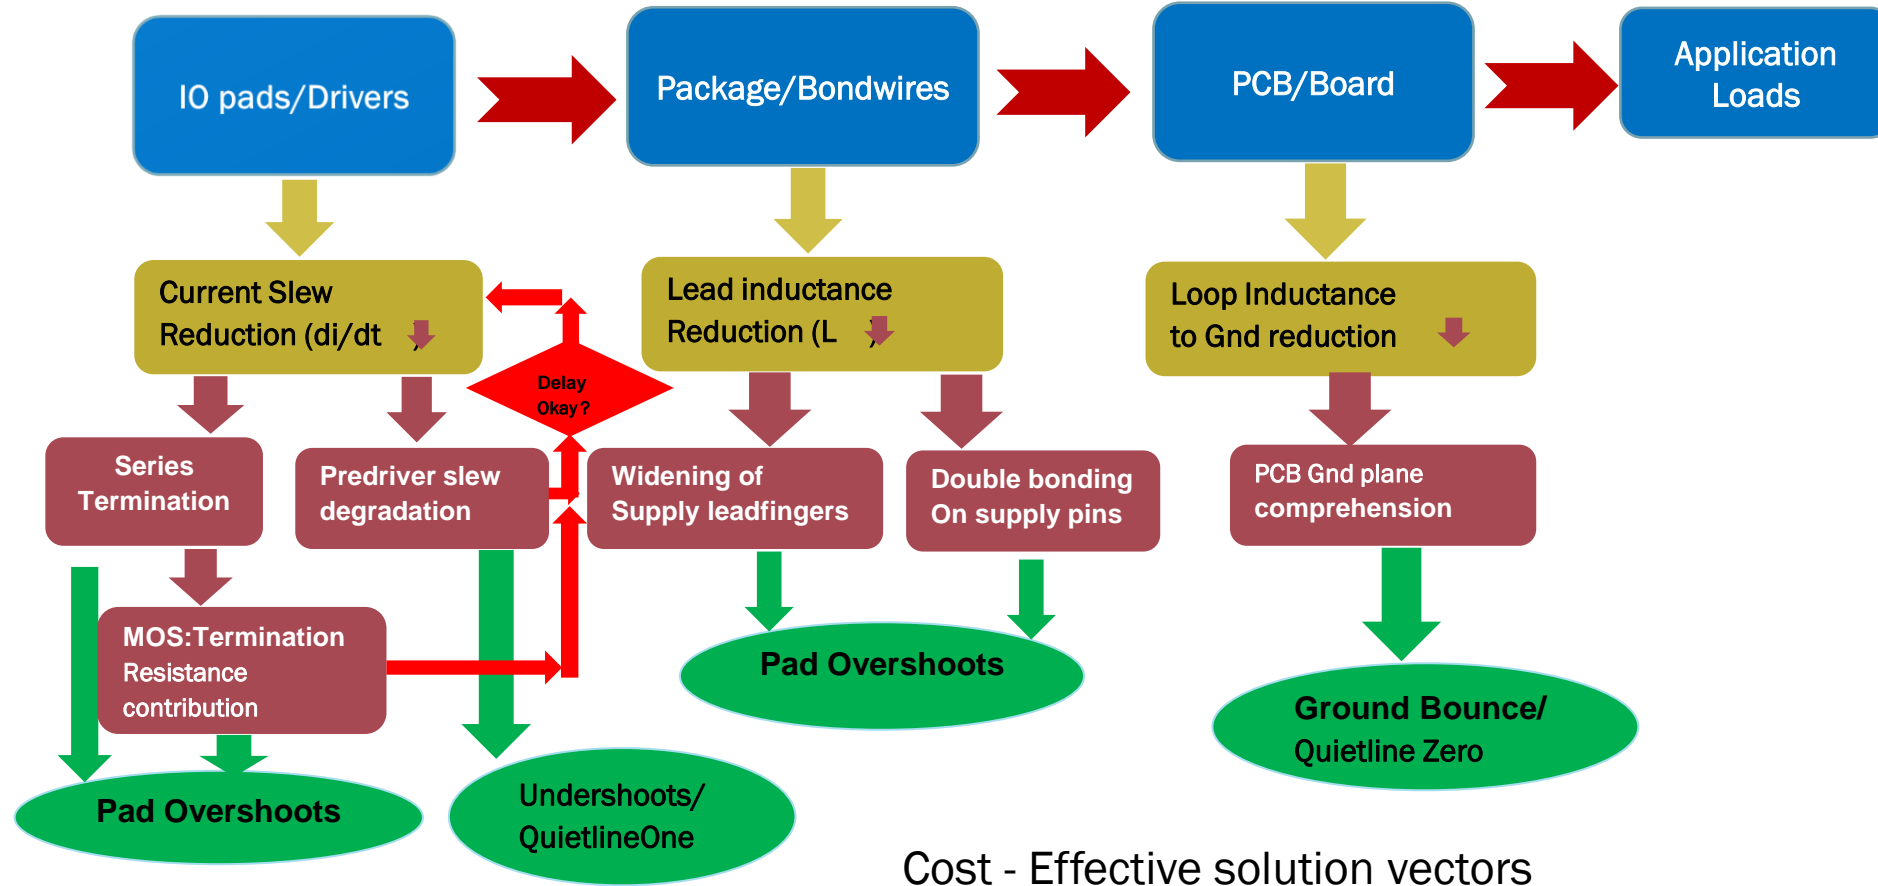 IO pads/Drivers
Package/Bondwires
PCB/Board
Application
Loads
Current Slew
Reduction (di/dt )
Lead inductance
Reduction (L )
Loop Inductance
to Gnd reduction
Delay
Okay?
Series
Termination
Predriver slew
degradation
Widening of
Supply leadfingers
Double bonding
On supply pins
PCB Gnd plane
comprehension
MOS:Termination
Resistance
contribution
Pad Overshoots
Ground Bounce/
Quietline Zero
Pad Overshoots
Undershoots/
QuietlineOne
Cost - Effective solution vectors